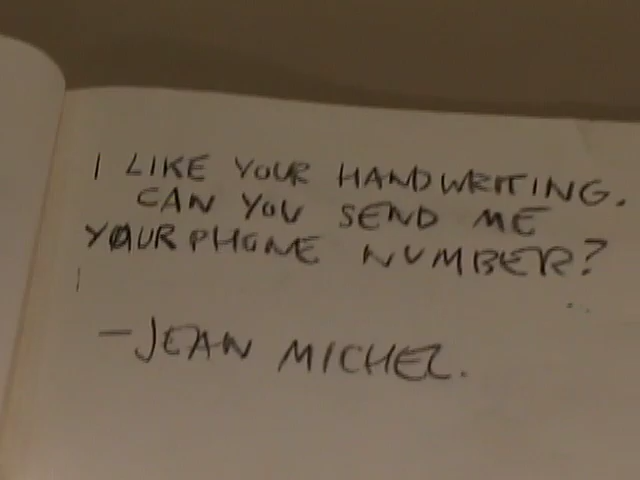 I LIKE YOUR HANDWRITING.
CAN YOU SEND ME
YOUR PHONE NUMBER?
– JEAN MICHEL.